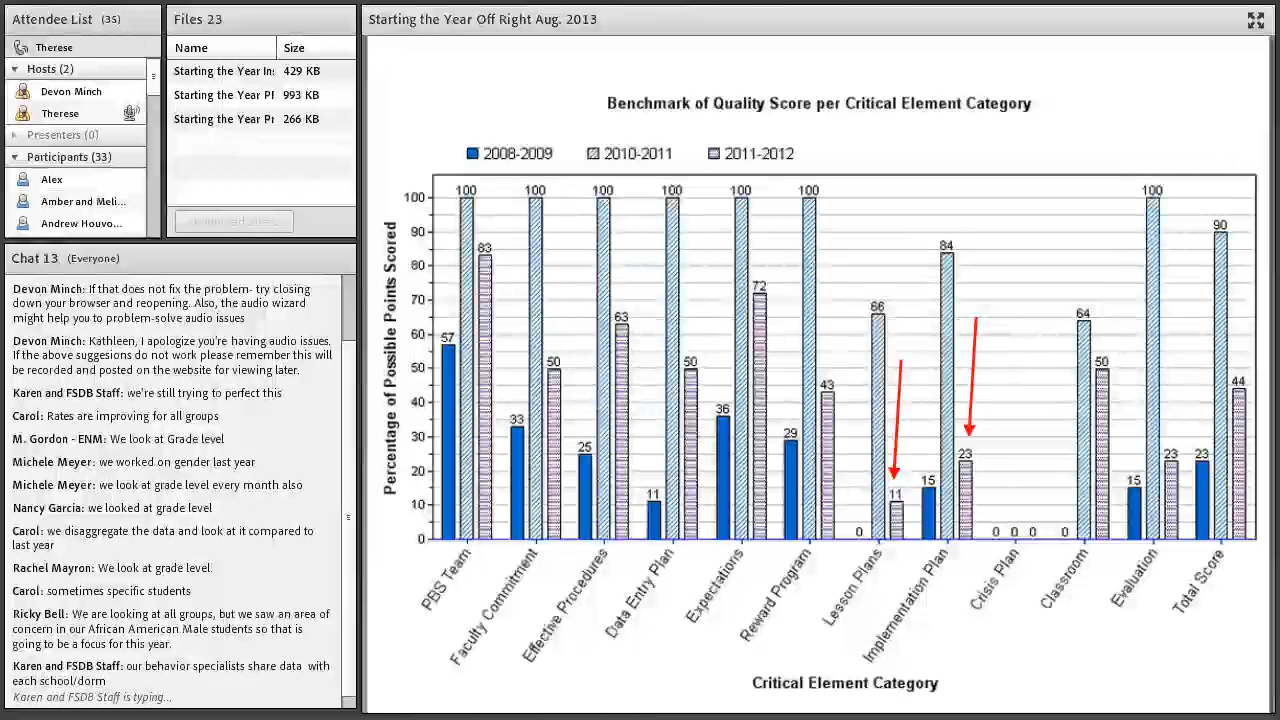 Attendee List (35)
Therese
Hosts (2)
Devon Minch
Therese
Presenters (0)
Participants (33)
Alex
Amber and Meli...
Andrew Houvo...
Files 23
Name Size
Starting the Year In: 429 KB
Starting the Year Pl 993 KB
Starting the Year Pr 266 KB
Chat 13 (Everyone)
Devon Minch: If that does not fix the problem- try closing
down your browser and reopening. Also, the audio wizard
might help you to problem-solve audio issues
Devon Minch: Kathleen, I apologize you're having audio issues.
If the above suggesions do not work please remember this will
be recorded and posted on the website for viewing later.
Karen and FSDB Staff: we're still trying to perfect this
Carol: Rates are improving for all groups
M. Gordon - ENM: We look at Grade level
Michele Meyer: we worked on gender last year
Michele Meyer: we look at grade level every month also
Nancy Garcia: we looked at grade level
Carol: we disaggregate the data and look at it compared to
last year
Rachel Mayron: We look at grade level.
Carol: sometimes specific students
Ricky Bell: We are looking at all groups, but we saw an area of
concern in our African American Male students so that is
going to be a focus for this year.
Karen and FSDB Staff: our behavior specialists share data with
each school/dorm
Karen and FSDB Staff is typing...
Starting the Year Off Right Aug. 2013
Benchmark of Quality Score per Critical Element Category
2008-2009 2010-2011 2011-2012
Percentage of Possible Points Scored
100
90
80
70
60
50
40
30
20
10
0
57 100 83
33 100 50
25 100 63
11 100 50
36 100 72
29 100 43
0 66 11
15 84 23
0 0 0
0 64 50
15 100 23
23 90 44
PBS Team
Faculty Commitment
Effective Procedures
Data Entry Plan
Expectations
Reward Program
Lesson Plans
Implementation Plan
Crisis Plan
Classroom
Evaluation
Total Score
Critical Element Category